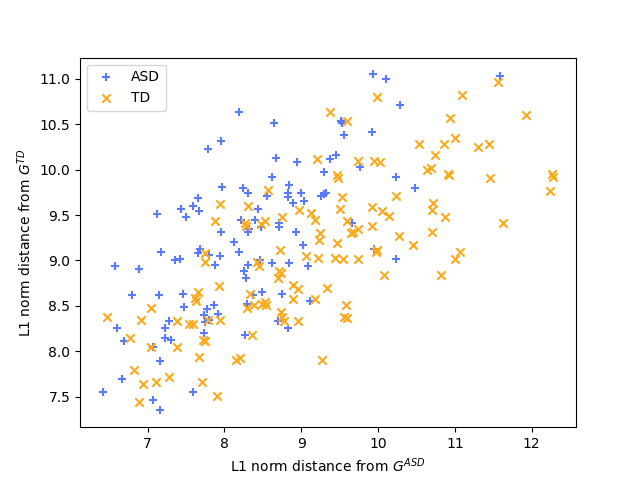 ASD
TD
11.0
10.5
10.0
9.5
9.0
8.5
8.0
7.5
L1 norm distance from G^{TD}
7 8 9 10 11 12
L1 norm distance from G^{ASD}